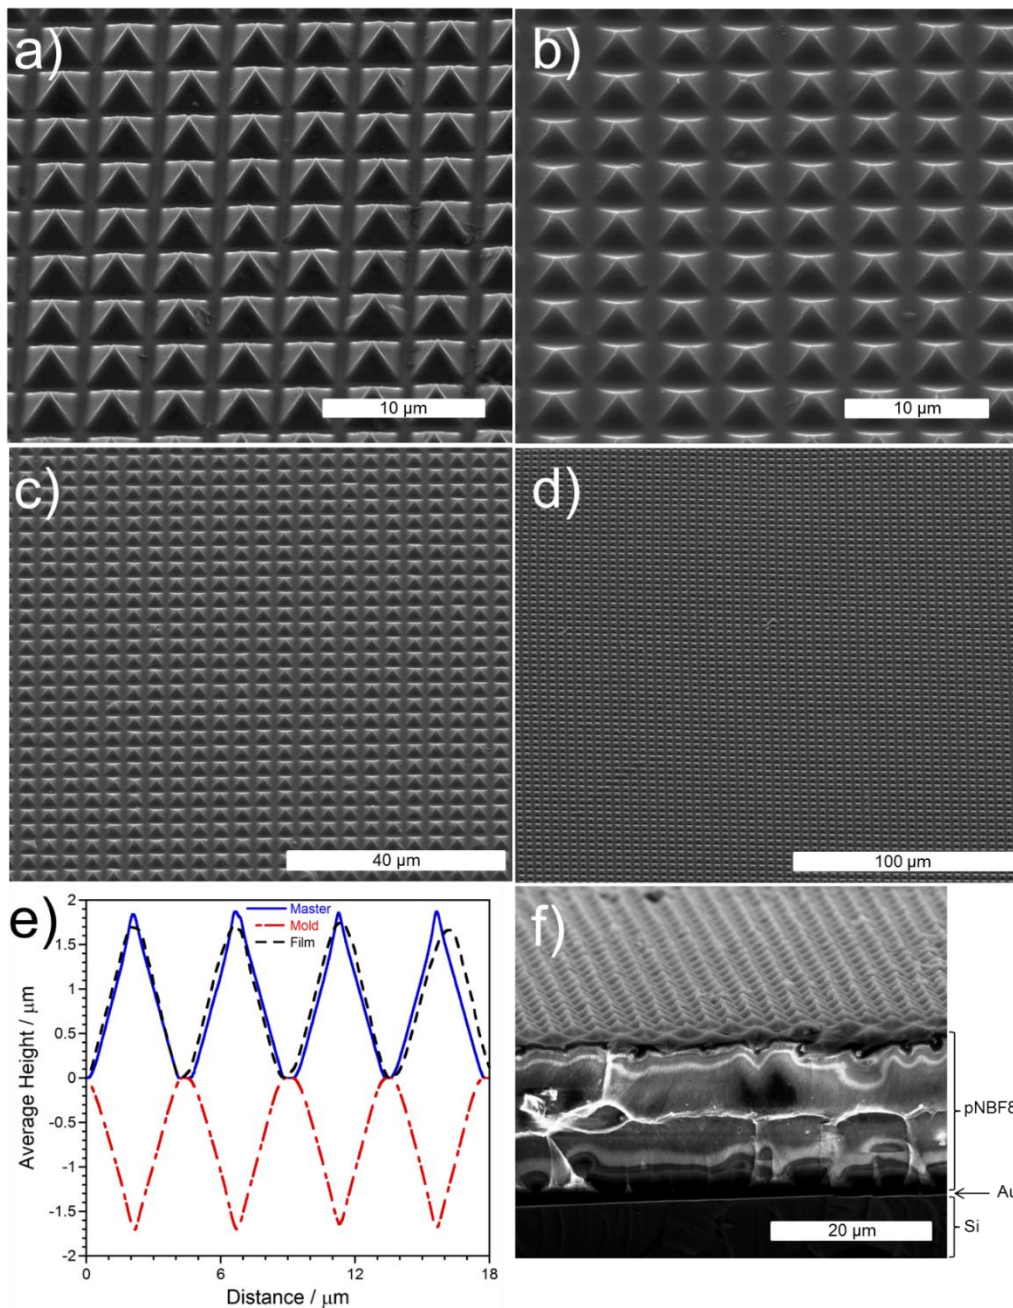 a)
b)
10 µm
10 µm
c)
d)
40 µm
100 µm
e)
2
1.5
1
0.5
0
-0.5
-1
-1.5
-2
Average Height / µm
Master
Mold
Film
0
6
12
18
Distance / µm
f)
pNBF8
Au
Si
20 µm